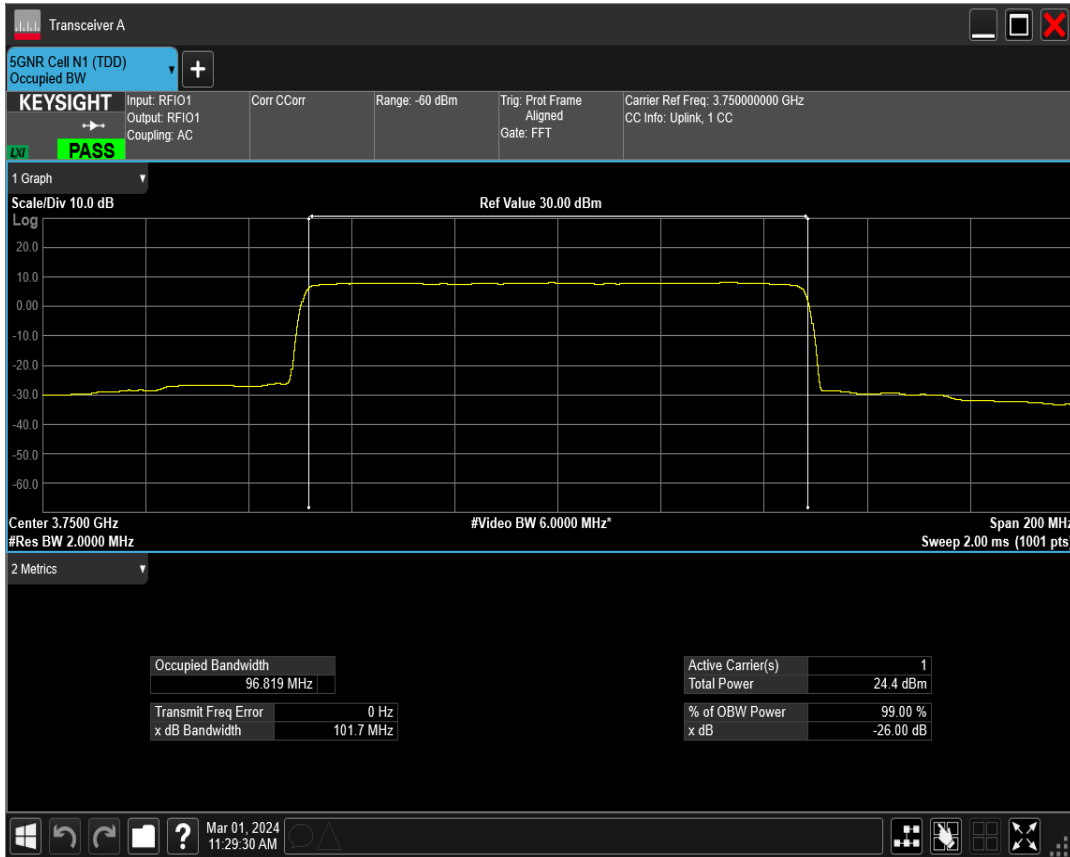 Transceiver A
5GNR Cell N1 (TDD)
Occupied BW
+
KEYSIGHT
LXI
PASS
Input: RFIO1
Output: RFIO1
Coupling: AC
Corr CCorr
Range: -60 dBm
Trig: Prot Frame
Aligned
Gate: FFT
Carrier Ref Freq: 3.750000000 GHz
CC Info: Uplink, 1 CC
1 Graph
Scale/Div 10.0 dB
Ref Value 30.00 dBm
Log
20.0
10.0
0.00
-10.0
-20.0
-30.0
-40.0
-50.0
-60.0
Center 3.7500 GHz
#Video BW 6.0000 MHz*
Span 200 MHz
#Res BW 2.0000 MHz
Sweep 2.00 ms (1001 pts)
2 Metrics
Occupied Bandwidth
96.819 MHz
Transmit Freq Error 0 Hz
x dB Bandwidth 101.7 MHz
Active Carrier(s) 1
Total Power 24.4 dBm
% of OBW Power 99.00 %
x dB -26.00 dB
?
Mar 01, 2024
11:29:30 AM